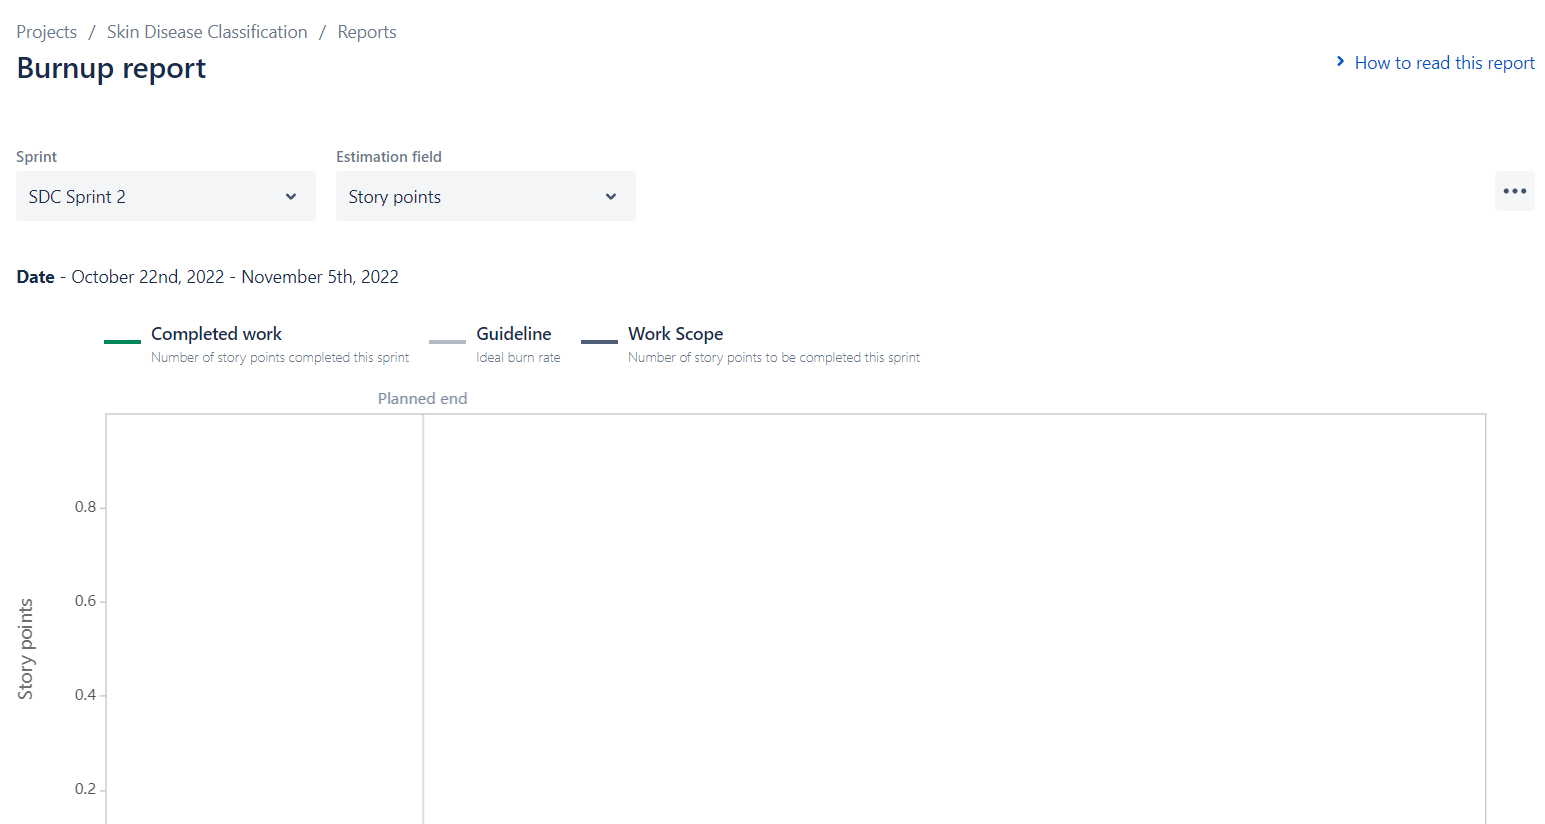 Projects / Skin Disease Classification / Reports
Burnup report
How to read this report
Sprint
Estimation field
SDC Sprint 2
Story points
Date - October 22nd, 2022 - November 5th, 2022
Completed work
Number of story points completed this sprint
Guideline
Ideal burn rate
Work Scope
Number of story points to be completed this sprint
Planned end
0.8
0.6
0.4
0.2
Story points